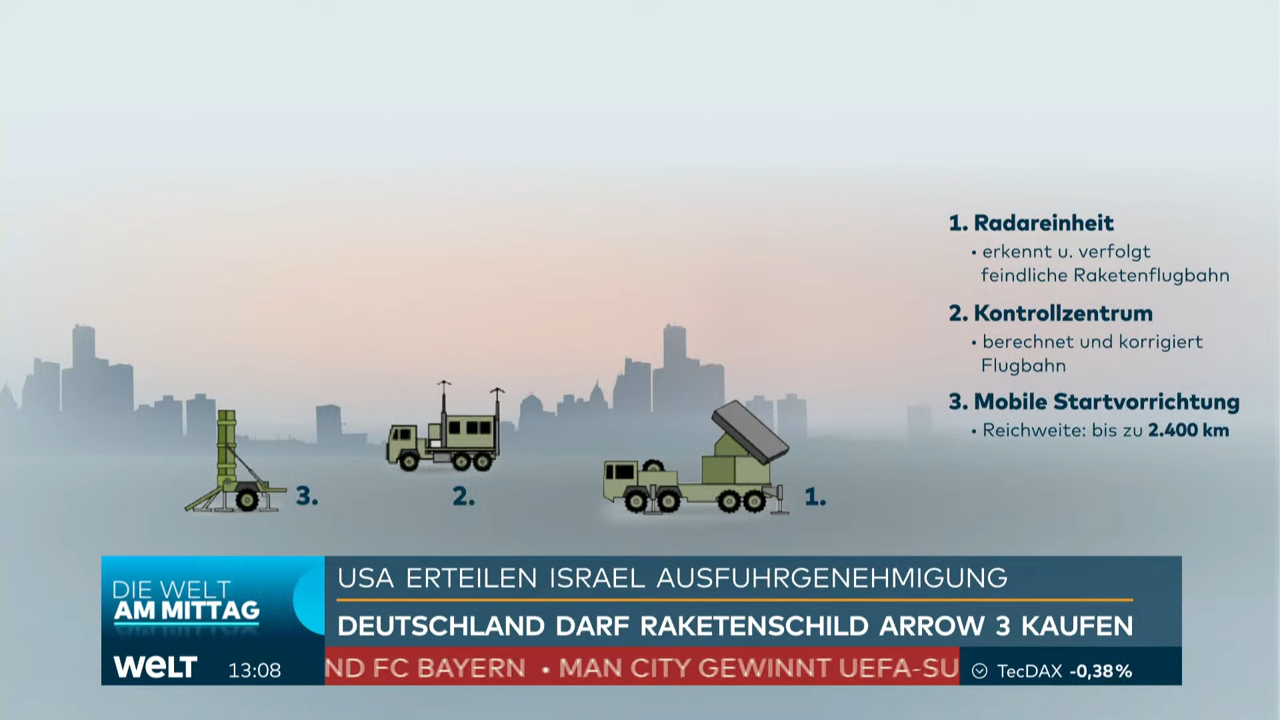 1. Radareinheit
• erkennt u. verfolgt
feindliche Raketenflugbahn
2. Kontrollzentrum
• berechnet und korrigiert
Flugbahn
3. Mobile Startvorrichtung
• Reichweite: bis zu 2.400 km
3.
2.
1.
DIE WELT
AM MITTAG
USA ERTEILEN ISRAEL AUSFUHRGENEHMIGUNG
DEUTSCHLAND DARF RAKETENSCHILD ARROW 3 KAUFEN
WELT 13:08
ND FC BAYERN • MAN CITY GEWINNT UEFA-SU
TecDAX -0,38%